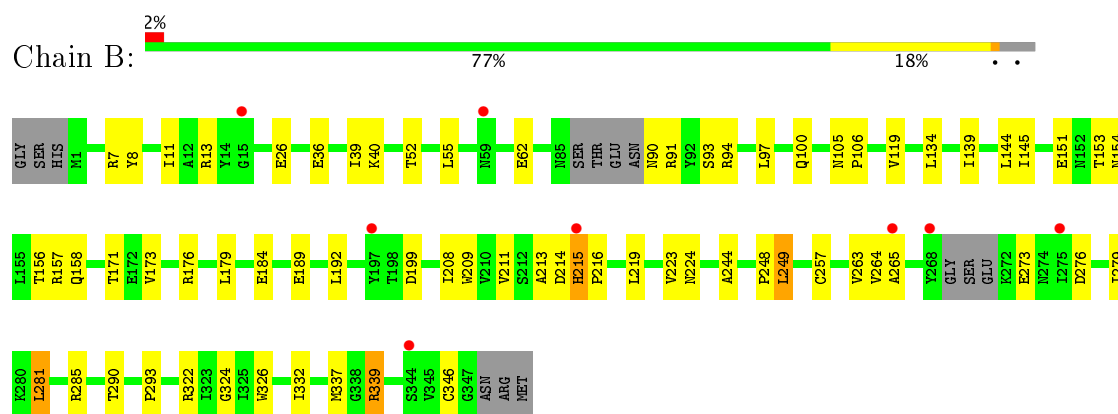 2%
Chain B:
77%
18%
• •
GLY SER HIS M1 R7 Y8 I11 A12 R13 Y14 G15 E26 E36 I39 K40 T52 L55 N59 E62 N85 SER THR GLU ASN N90 R91 Y92 S93 R94 L97 Q100 N105 P106 V119 L134 I139 L144 I145 E151 N152 T153 N154
L155 T156 R157 Q158 T171 E172 V173 R176 L179 E184 E189 L192 Y197 T198 D199 I208 W209 V210 V211 S212 A213 D214 H215 P216 L219 V223 N224 A244 P248 L249 C257 V263 V264 A265 Y268 GLY SER GLU K272 E273 N274 I275 D276 I279
K280 L281 R285 T290 P293 R322 I323 G324 I325 W326 I332 M337 G338 R339 S344 V345 C346 G347 ASN ARG MET